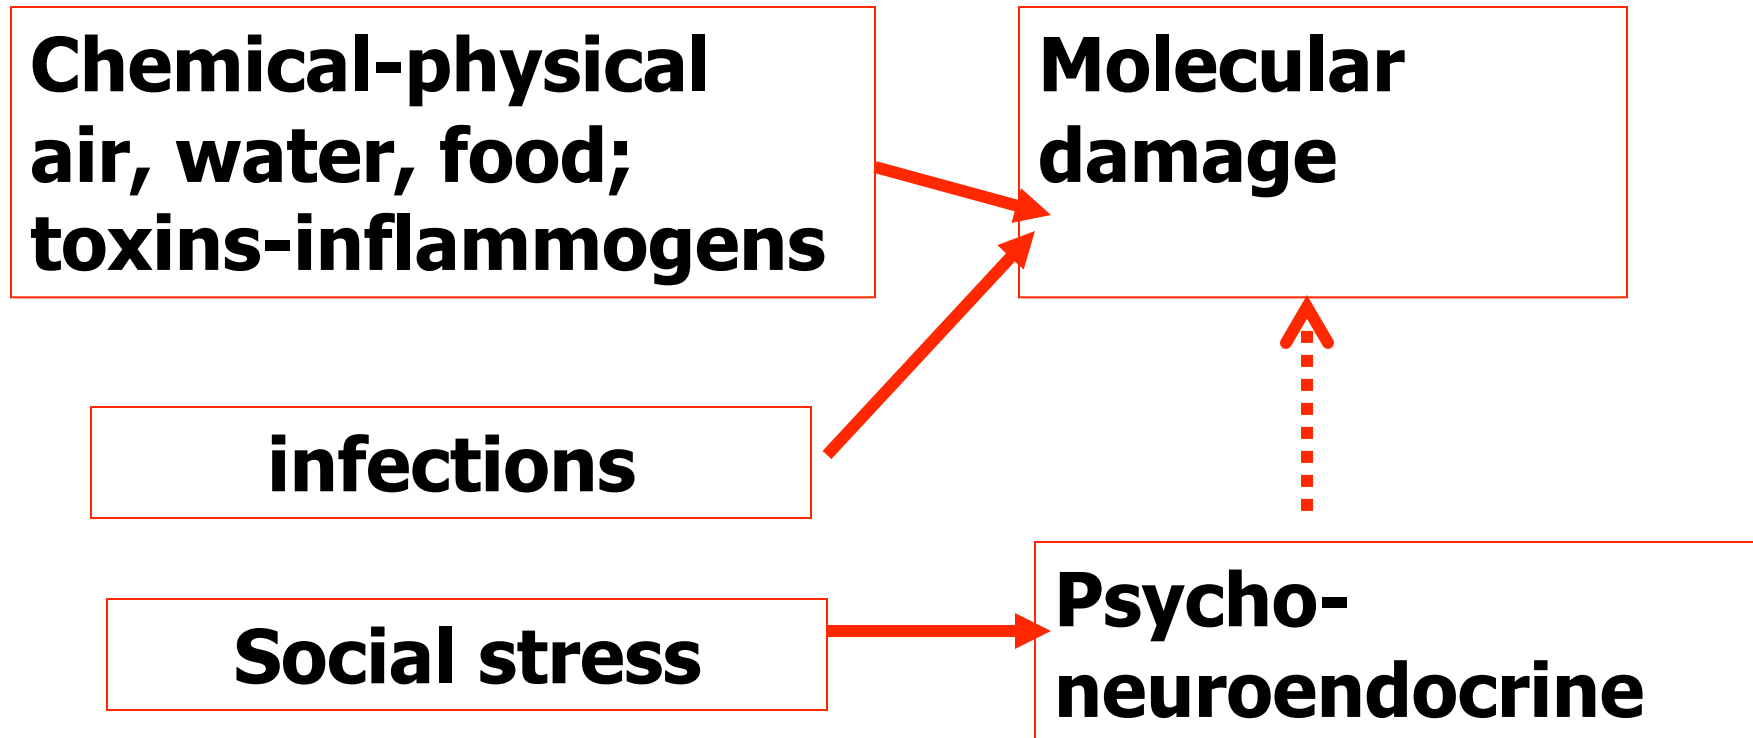 Chemical-physical
air, water, food;
toxins-inflammogens
Molecular
damage
infections
Social stress
Psycho-
neuroendocrine